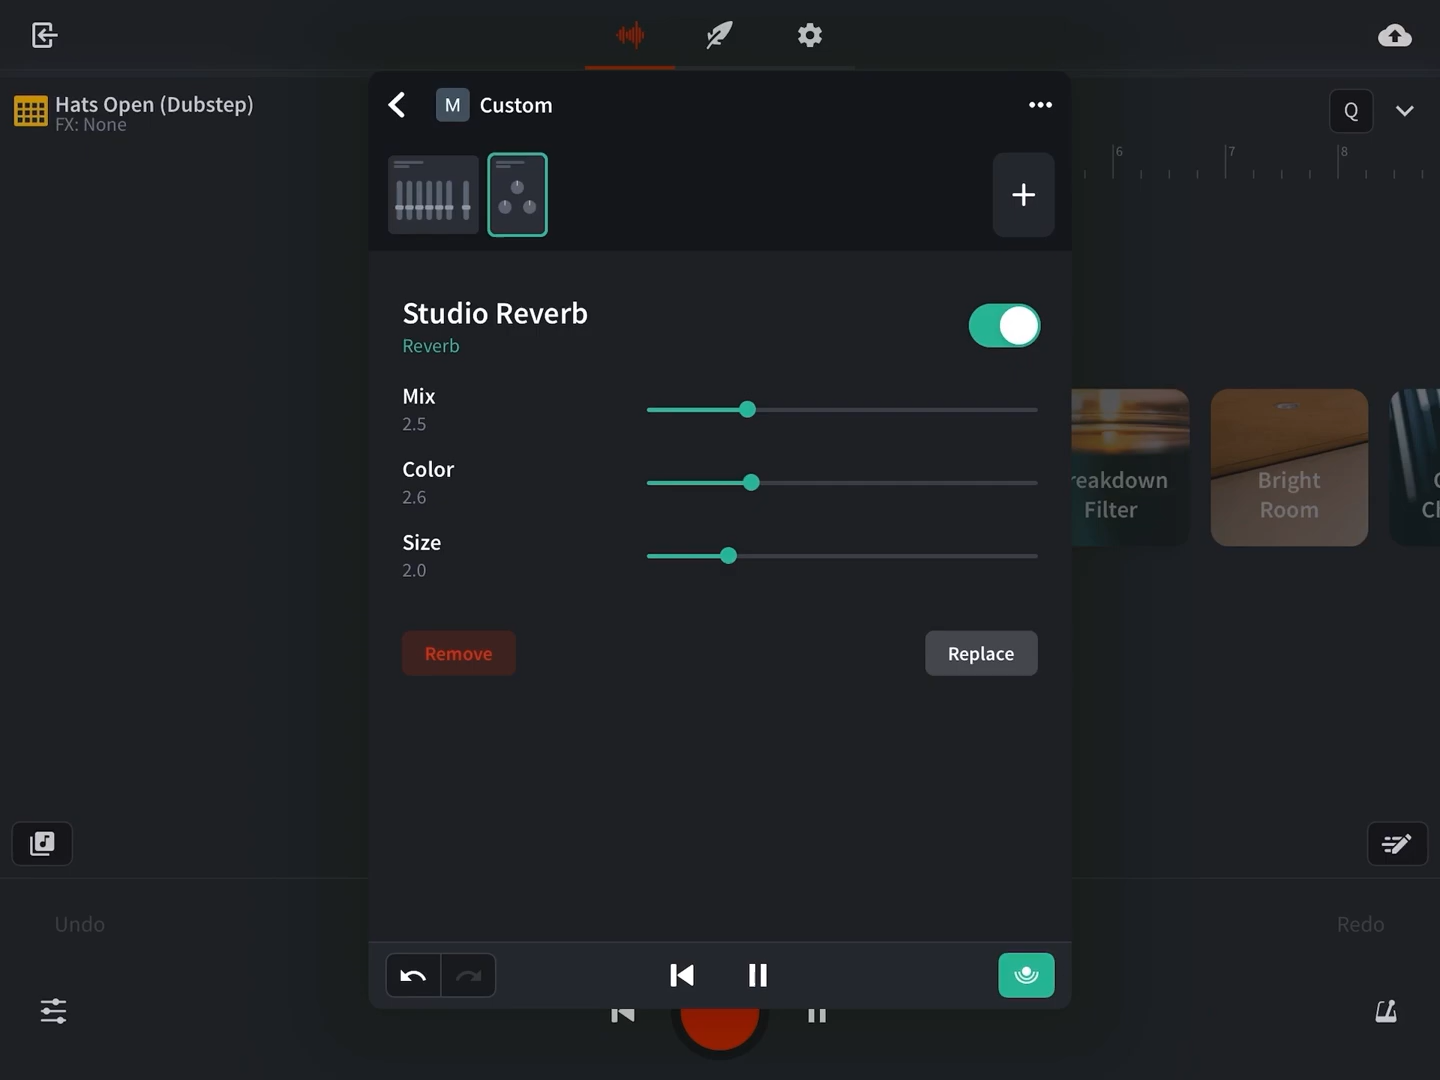 Hats Open (Dubstep)
FX: None
M Custom
Q
6 7 8
Studio Reverb
Reverb
Mix
2.5
Color
2.6
Size
2.0
Remove
Replace
Filter
Bright
Room
Undo
Redo